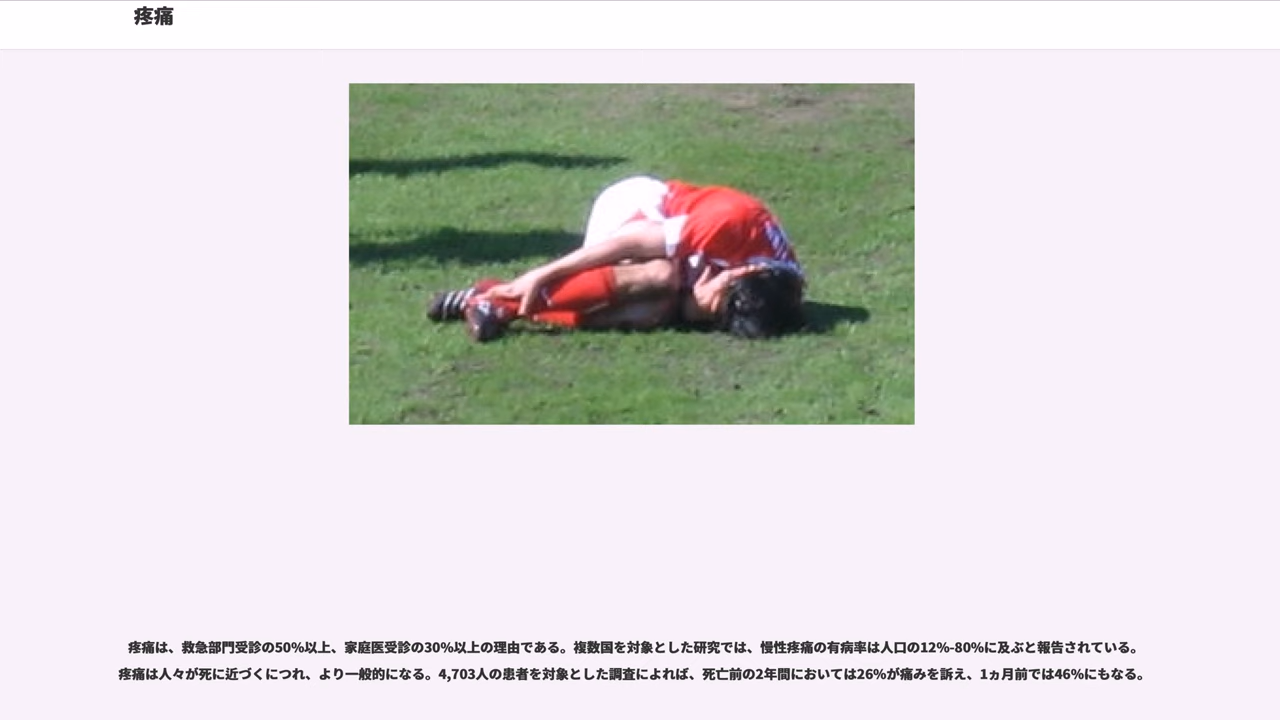 疼痛
疼痛は、救急部門受診の50%以上、家庭医受診の30%以上の理由である。複数国を対象とした研究では、慢性疼痛の有病率は人口の12%-80%に及ぶと報告されている。
疼痛は人々が死に近づくにつれ、より一般的になる。4,703人の患者を対象とした調査によれば、死亡前の2年間においては26%が痛みを訴え、1ヵ月前では46%にもなる。